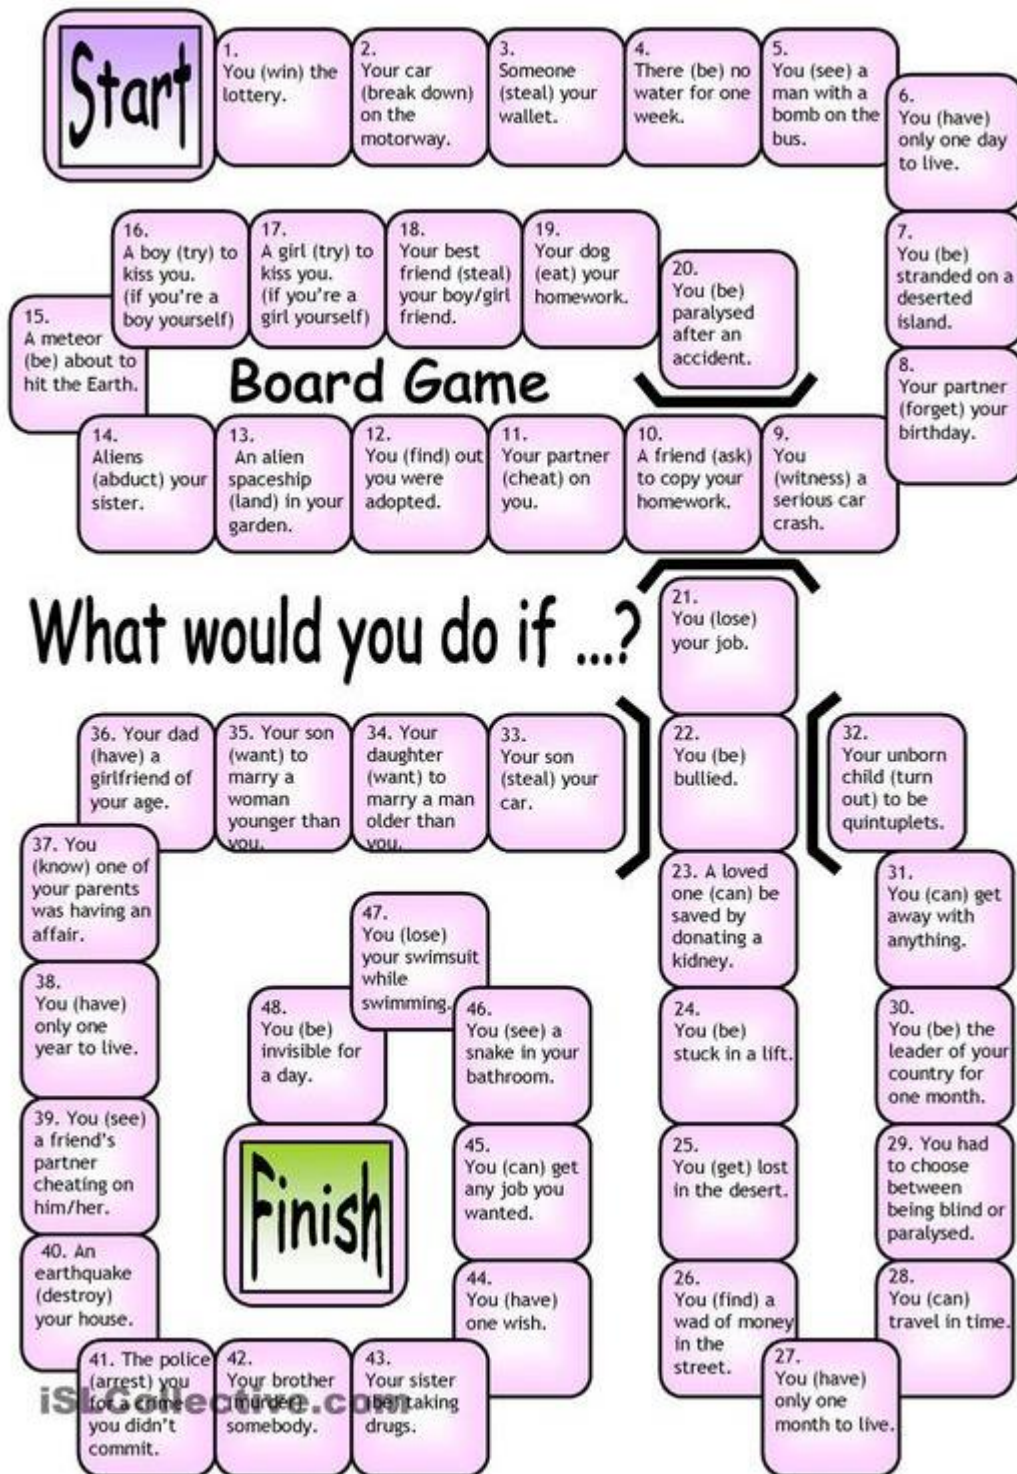 Start
1.
You (win) the
lottery.
2.
Your car
(break down)
on the
motorway.
3.
Someone
(steal) your
wallet.
4.
There (be) no
water for one
week.
5.
You (see) a
man with a
bomb on the
bus.
6.
You (have)
only one day
to live.
7.
You (be)
stranded on a
deserted
island.
8.
Your partner
(forget) your
birthday.
9.
You
(witness) a
serious car
crash.
10.
A friend (ask)
to copy your
homework.
11.
Your partner
(cheat) on
you.
12.
You (find) out
you were
adopted.
13.
An alien
spaceship
(land) in your
garden.
14.
Aliens
(abduct) your
sister.
15.
A meteor
(be) about to
hit the Earth.
16.
A boy (try) to
kiss you.
(if you're a
boy yourself)
17.
A girl (try) to
kiss you.
(if you're a
girl yourself)
18.
Your best
friend (steal)
your boy/girl
friend.
19.
Your dog
(eat) your
homework.
20.
You (be)
paralysed
after an
accident.
Board Game
What would you do if ...?
21.
You (lose)
your job.
22.
You (be)
bullied.
23. A loved
one (can) be
saved by
donating a
kidney.
24.
You (be)
stuck in a lift.
25.
You (get) lost
in the desert.
26.
You (find) a
wad of money
in the
street.
27.
You (have)
only one
month to live.
28.
You (can)
travel in time.
29. You had
to choose
between
being blind or
paralysed.
30.
You (be) the
leader of your
country for
one month.
31.
You (can) get
away with
anything.
32.
Your unborn
child (turn
out) to be
quintuplets.
33.
Your son
(steal) your
car.
34. Your
daughter
(want) to
marry a man
older than
you.
35. Your son
(want) to
marry a
woman
younger than
you.
36. Your dad
(have) a
girlfriend of
your age.
37. You
(know) one of
your parents
was having an
affair.
38.
You (have)
only one
year to live.
39. You (see)
a friend's
partner
cheating on
him/her.
40. An
earthquake
(destroy)
your house.
41. The police
(arrest) you
for a crime
you didn't
commit.
42.
Your brother
(murder)
somebody.
43.
Your sister
(be) taking
drugs.
44.
You (have)
one wish.
45.
You (can) get
any job you
wanted.
46.
You (see) a
snake in your
bathroom.
47.
You (lose)
your swimsuit
while
swimming.
48.
You (be)
invisible for
a day.
Finish
iSLCollective.com